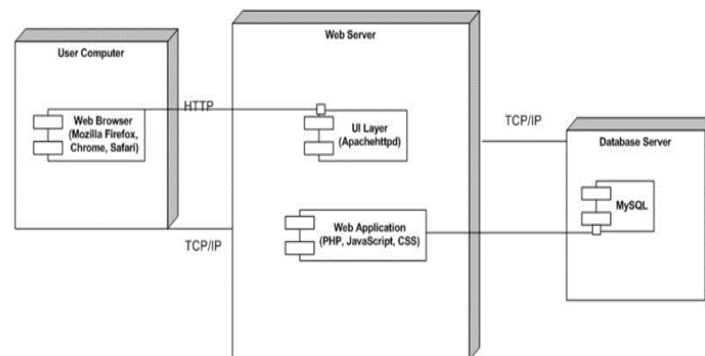 User Computer
Web Browser
(Mozilla Firefox,
Chrome, Safari)
HTTP
TCP/IP
Web Server
UI Layer
(Apachehttpd)
Web Application
(PHP, JavaScript, CSS)
TCP/IP
Database Server
MySQL